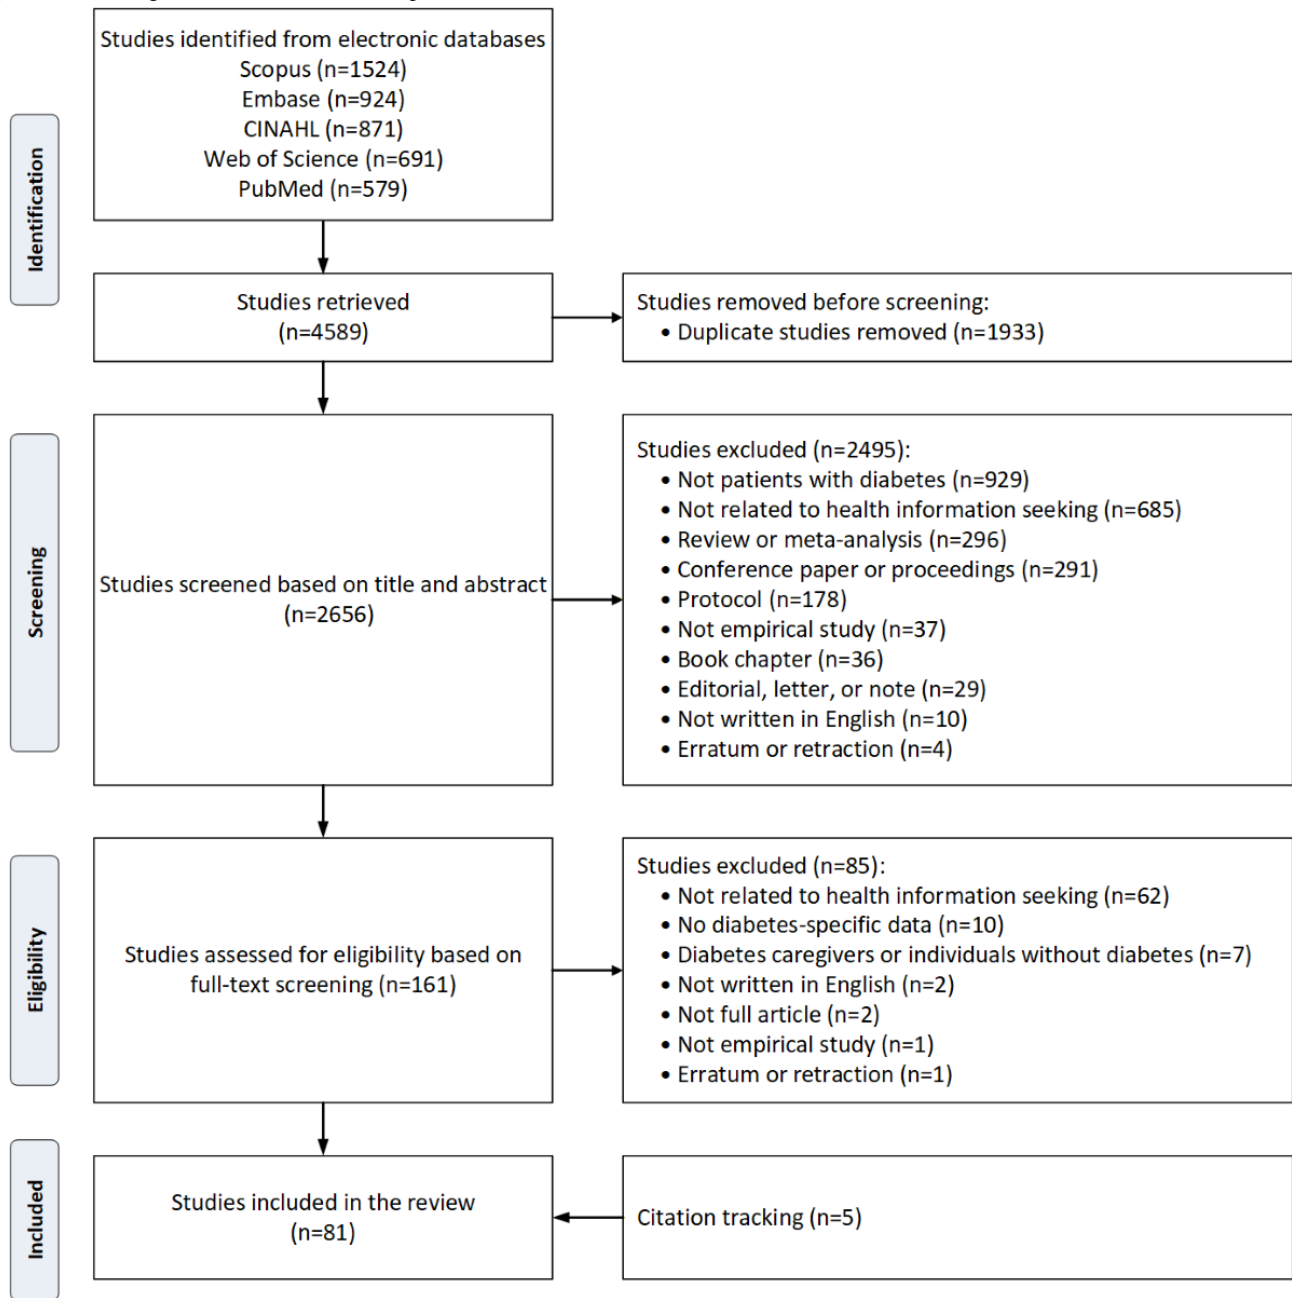 Identification
Studies identified from electronic databases
Scopus (n=1524)
Embase (n=924)
CINAHL (n=871)
Web of Science (n=691)
PubMed (n=579)
Studies retrieved
(n=4589)
Studies removed before screening:
• Duplicate studies removed (n=1933)
Screening
Studies screened based on title and abstract
(n=2656)
Studies excluded (n=2495):
• Not patients with diabetes (n=929)
• Not related to health information seeking (n=685)
• Review or meta-analysis (n=296)
• Conference paper or proceedings (n=291)
• Protocol (n=178)
• Not empirical study (n=37)
• Book chapter (n=36)
• Editorial, letter, or note (n=29)
• Not written in English (n=10)
• Erratum or retraction (n=4)
Eligibility
Studies assessed for eligibility based on
full-text screening (n=161)
Studies excluded (n=85):
• Not related to health information seeking (n=62)
• No diabetes-specific data (n=10)
• Diabetes caregivers or individuals without diabetes (n=7)
• Not written in English (n=2)
• Not full article (n=2)
• Not empirical study (n=1)
• Erratum or retraction (n=1)
Included
Studies included in the review
(n=81)
Citation tracking (n=5)